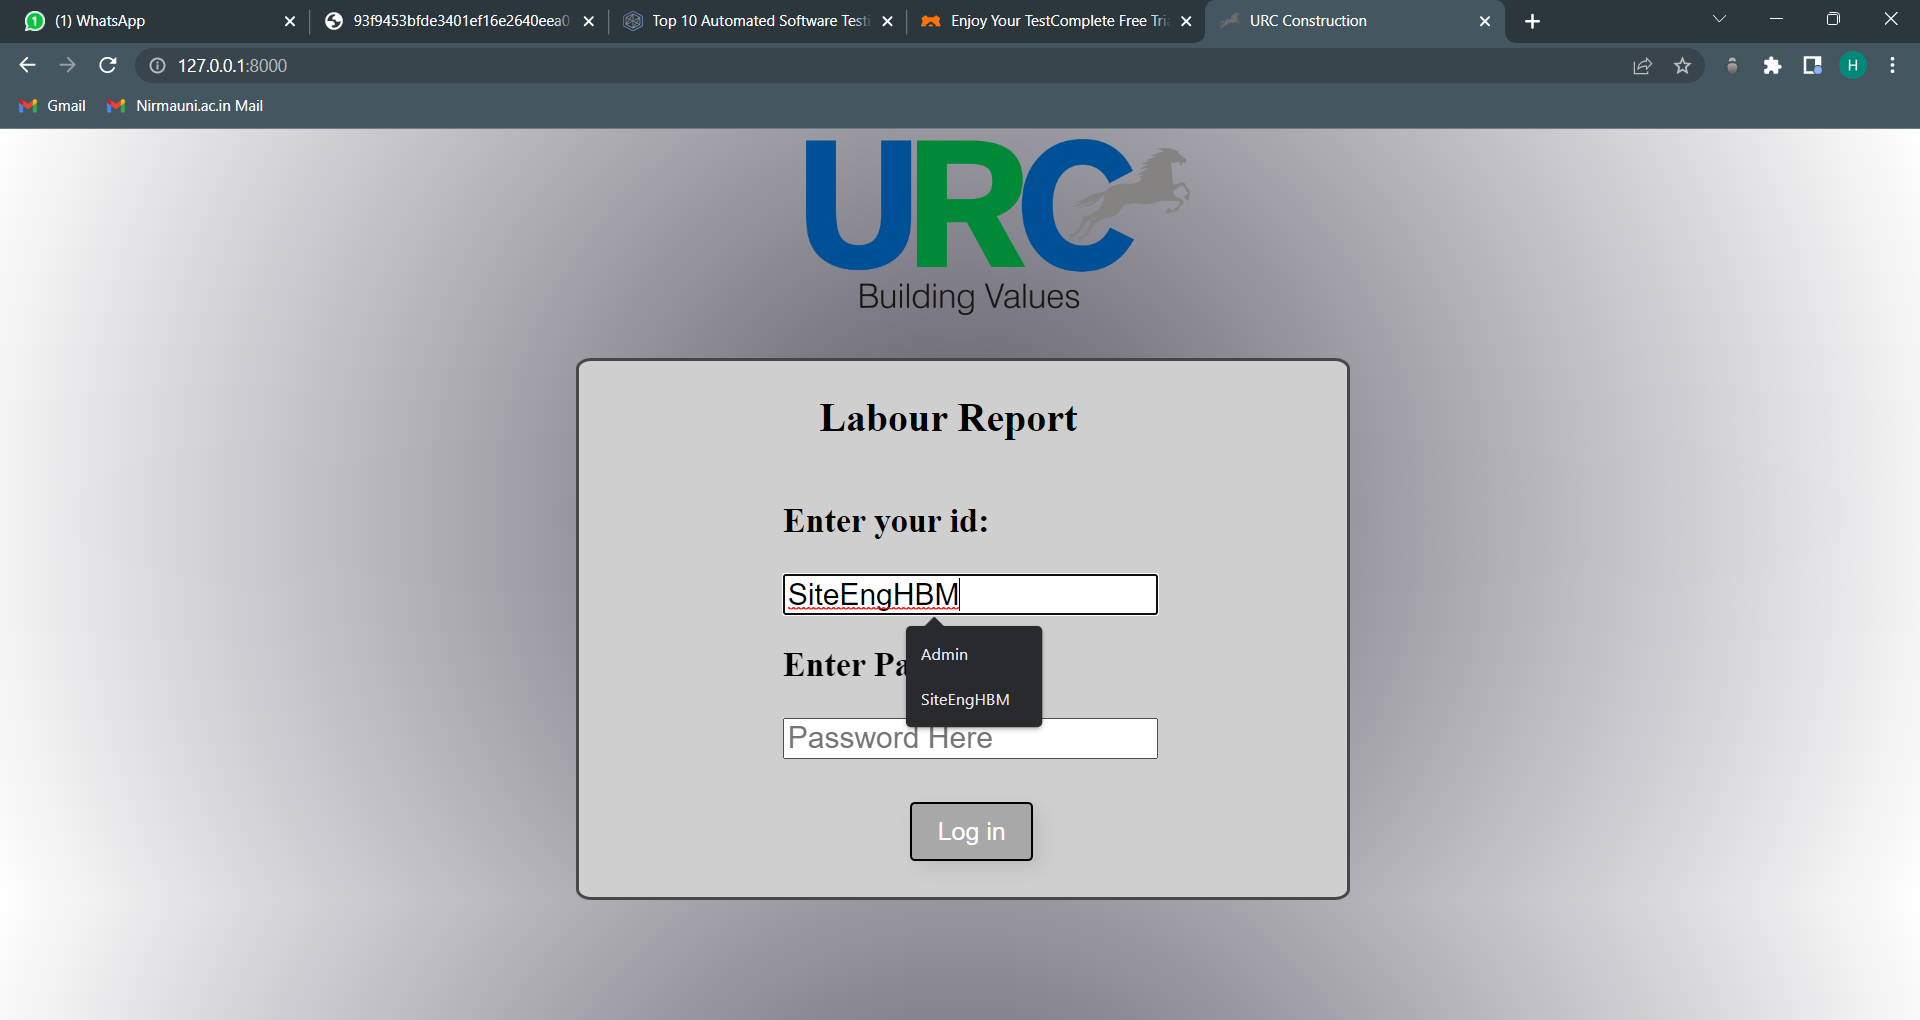 (1) WhatsApp
93f9453bfde3401ef16e2640eea0
Top 10 Automated Software Testi
Enjoy Your TestComplete Free Tria
URC Construction
127.0.0.1:8000
H
Gmail
Nirmauni.ac.in Mail
URC
Building Values
Labour Report
Enter your id:
SiteEngHBM
Admin
Enter Pa
SiteEngHBM
Password Here
Log in